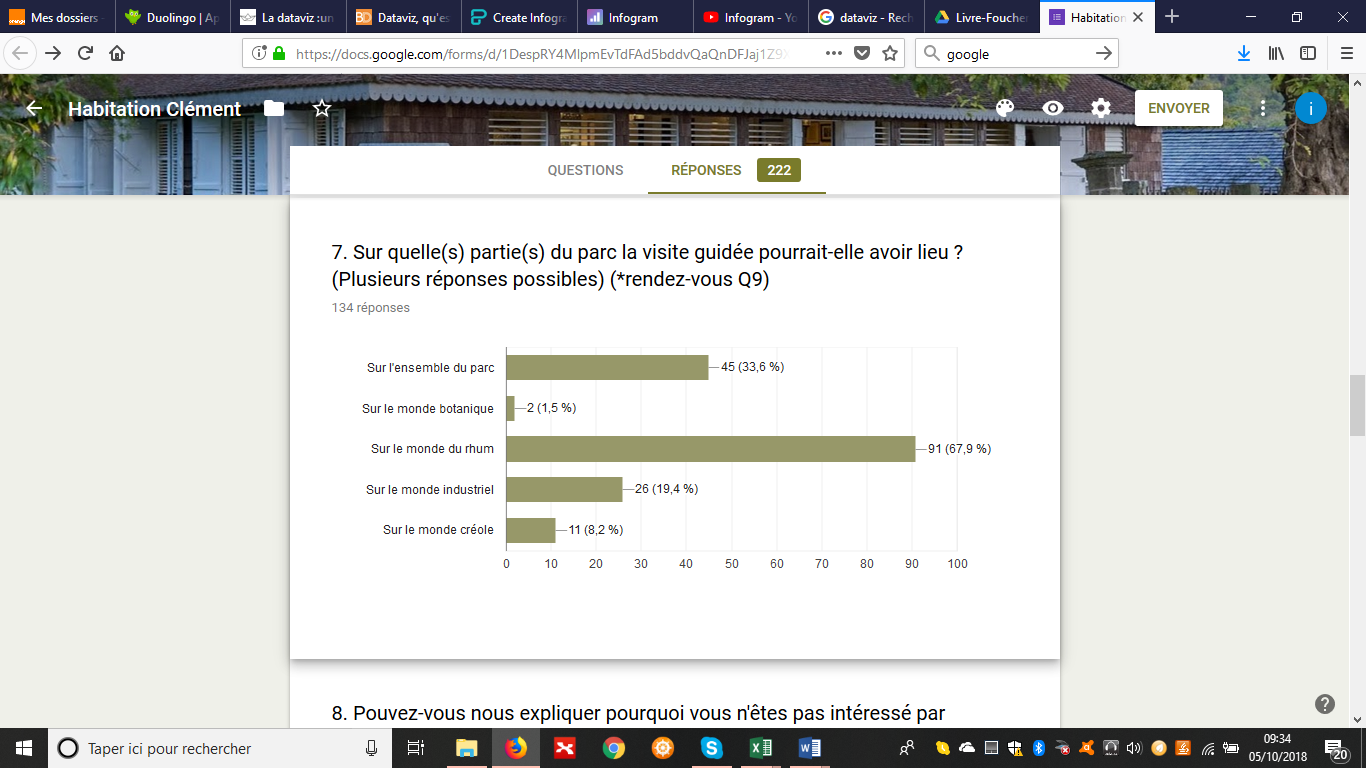 Mes dossiers
Duolingo | Ap
La dataviz :un
Dataviz, qu'es
Create Infogra
Infogram
Infogram - Yo
dataviz - Rech
Livre-Foucher
Habitation
https://docs.google.com/forms/d/1DespRY4MlpmEvTdFAd5bddvQaQnDFJaj1Z9
google
Habitation Clément
ENVOYER
i
QUESTIONS
RÉPONSES 222
7. Sur quelle(s) partie(s) du parc la visite guidée pourrait-elle avoir lieu ?
(Plusieurs réponses possibles) (*rendez-vous Q9)
134 réponses
Sur l'ensemble du parc 45 (33,6 %)
Sur le monde botanique 2 (1,5 %)
Sur le monde du rhum 91 (67,9 %)
Sur le monde industriel 26 (19,4 %)
Sur le monde créole 11 (8,2 %)
0 10 20 30 40 50 60 70 80 90 100
8. Pouvez-vous nous expliquer pourquoi vous n'êtes pas intéressé par
Taper ici pour rechercher
09:34
05/10/2018
20